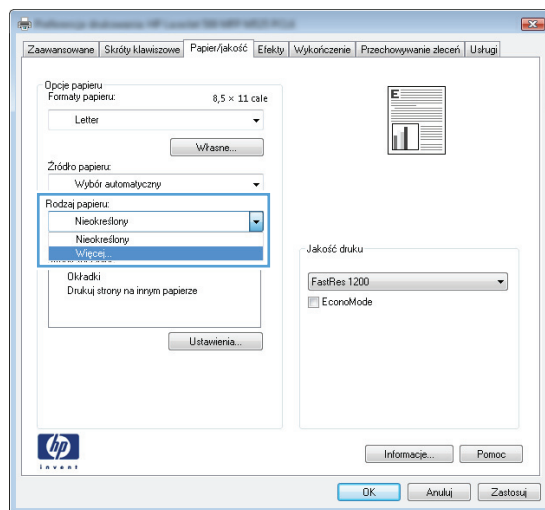 Zaawansowane Skróty klawiszowe Papier/jakość Efekty Wykończenie Przechowywanie zleceń Usługi
Opcje papieru
Formaty papieru: 8,5 × 11 cale
Letter
Własne...
Źródło papieru:
Wybór automatyczny
Rodzaj papieru:
Nieokreślony
Nieokreślony
Więcej...
Okładki
Drukuj strony na innym papierze
Ustawienia...
E
Jakość druku
FastRes 1200
EconoMode
hp
invent
Informacje... Pomoc
OK Anuluj Zastosuj